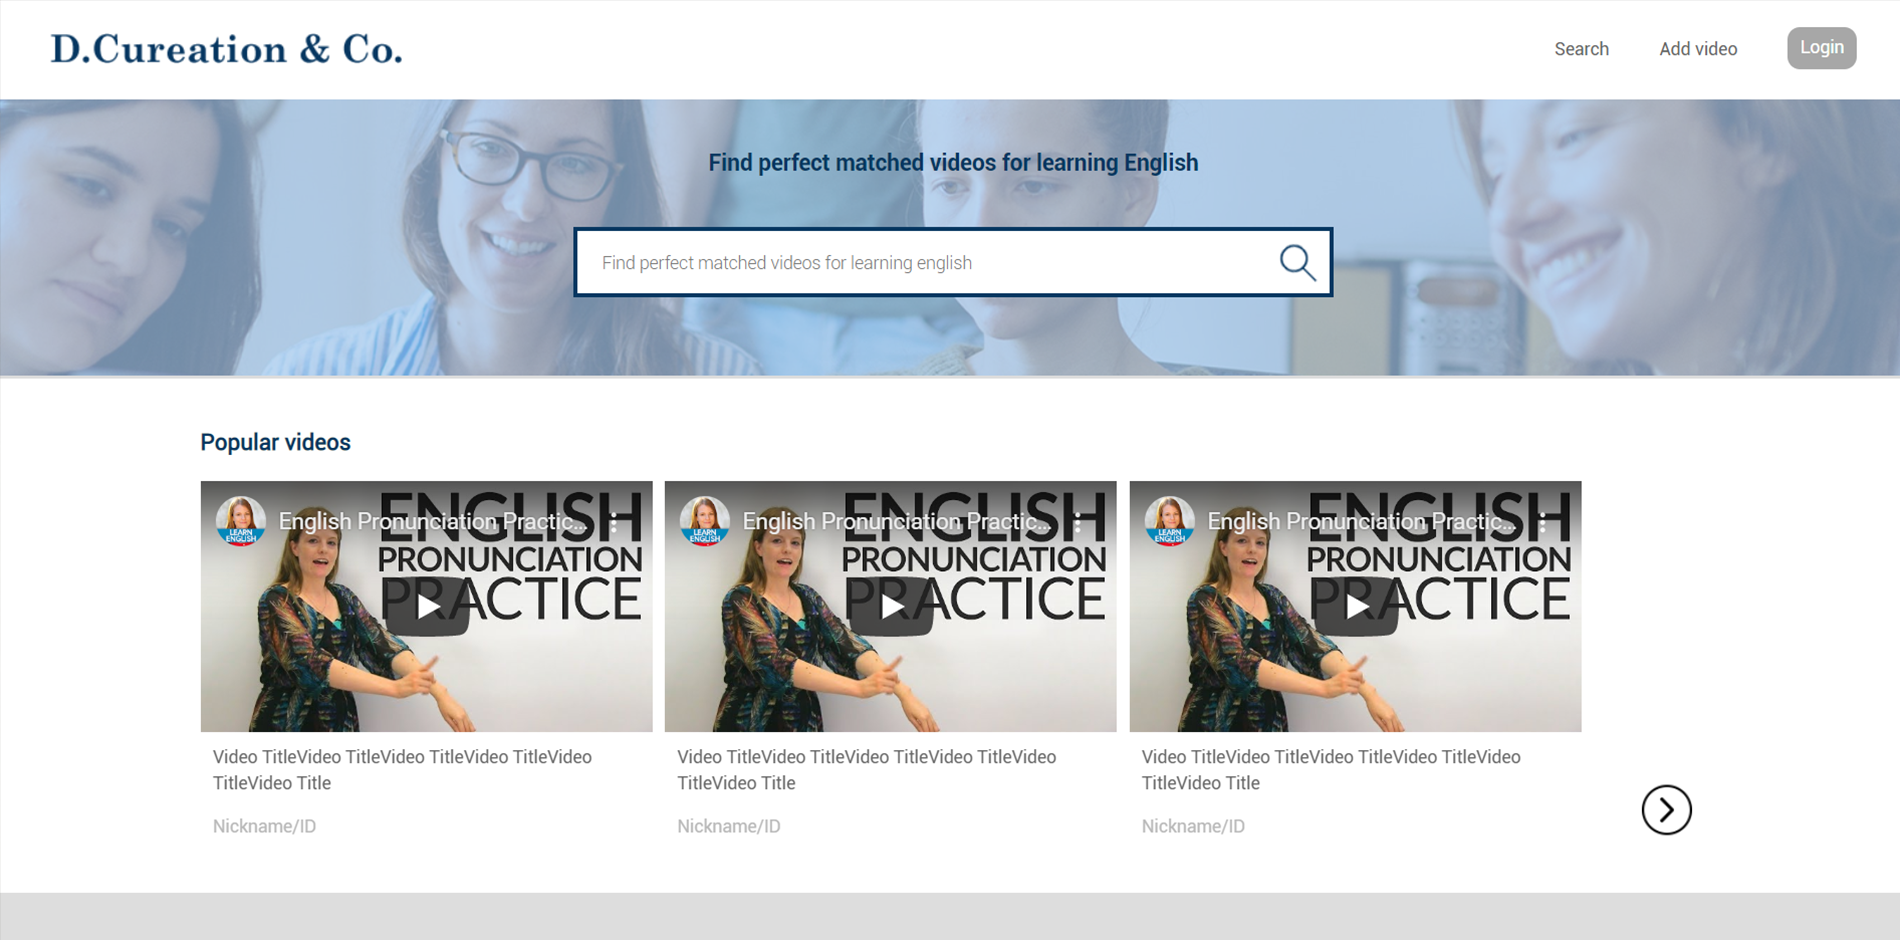 D.Cureation & Co.
Search
Add video
Login
Find perfect matched videos for learning English
Find perfect matched videos for learning english
Popular videos
LEARN
ENGLISH
English Pronunciation Practic...
ENGLISH
PRONUNCIATION
PRACTICE
LEARN
ENGLISH
English Pronunciation Practic...
ENGLISH
PRONUNCIATION
PRACTICE
LEARN
ENGLISH
English Pronunciation Practic...
ENGLISH
PRONUNCIATION
PRACTICE
Video TitleVideo TitleVideo TitleVideo TitleVideo
TitleVideo Title
Nickname/ID
Video TitleVideo TitleVideo TitleVideo TitleVideo
TitleVideo Title
Nickname/ID
Video TitleVideo TitleVideo TitleVideo TitleVideo
TitleVideo Title
Nickname/ID